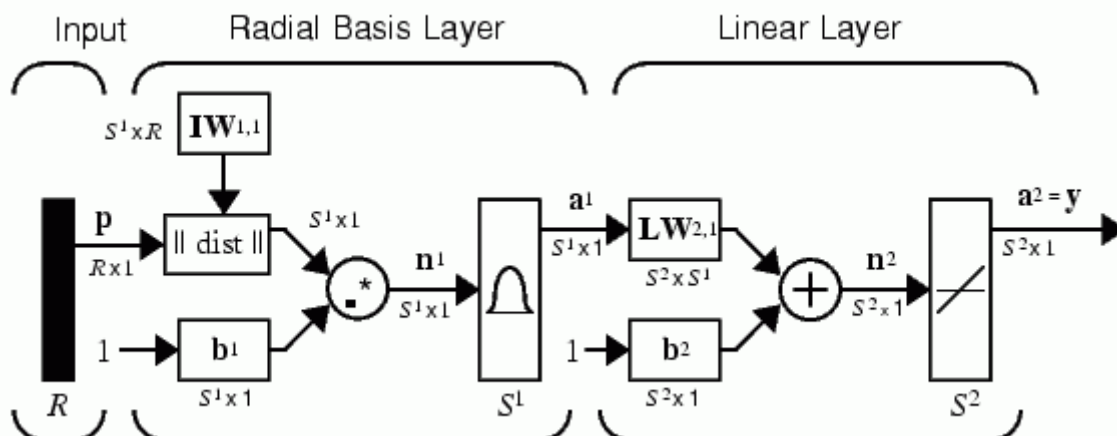 Input Radial Basis Layer Linear Layer
S¹xR IW1,1
p R x1
|| dist ||
S¹x1
1 b¹ S¹x1
.*
n¹ S¹x1
a¹ S¹x1
LW2,1 S²xS¹
1 b² S²x1
+
n² S²x1
a² = y S²x1
R S¹ S²